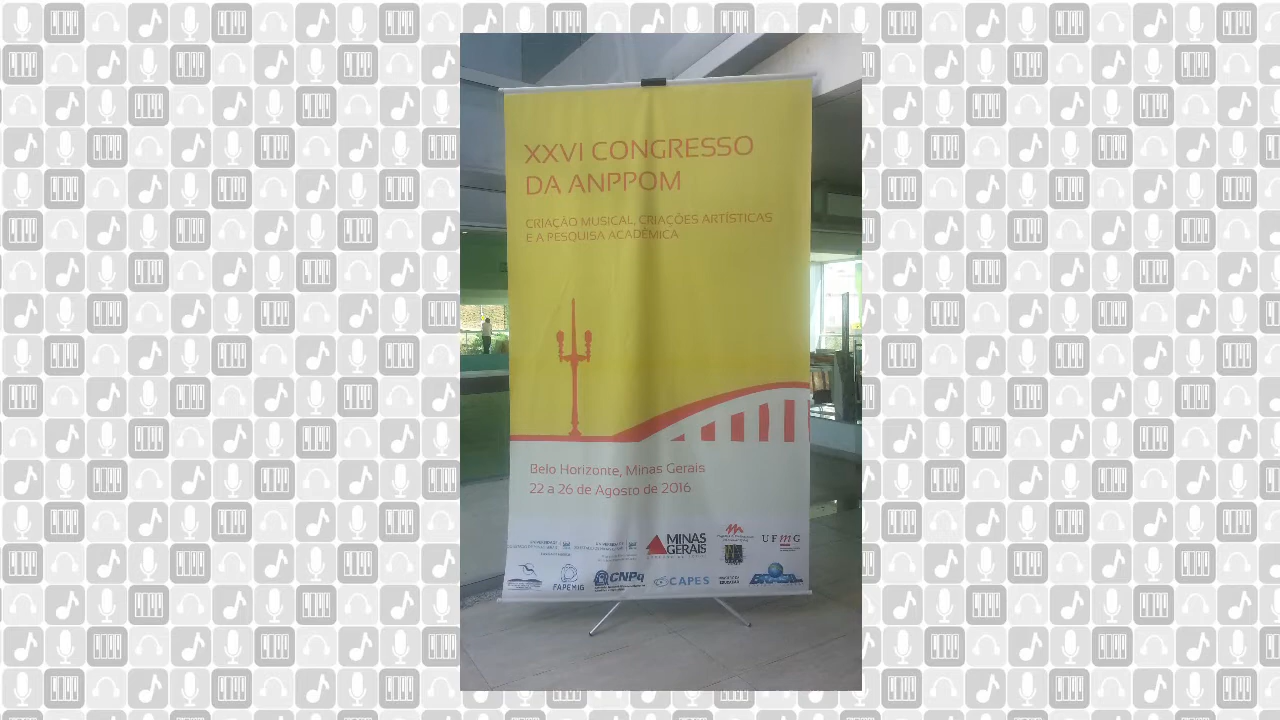 XXVI CONGRESSO
DA ANPPOM
CRIAÇÃO MUSICAL, CRIAÇÕES ARTÍSTICAS
E A PESQUISA ACADÊMICA
Belo Horizonte, Minas Gerais
22 a 26 de Agosto de 2016
MINAS
GERAIS
UFmG
FAPEMIG
CNPq
CAPES
BRASIL